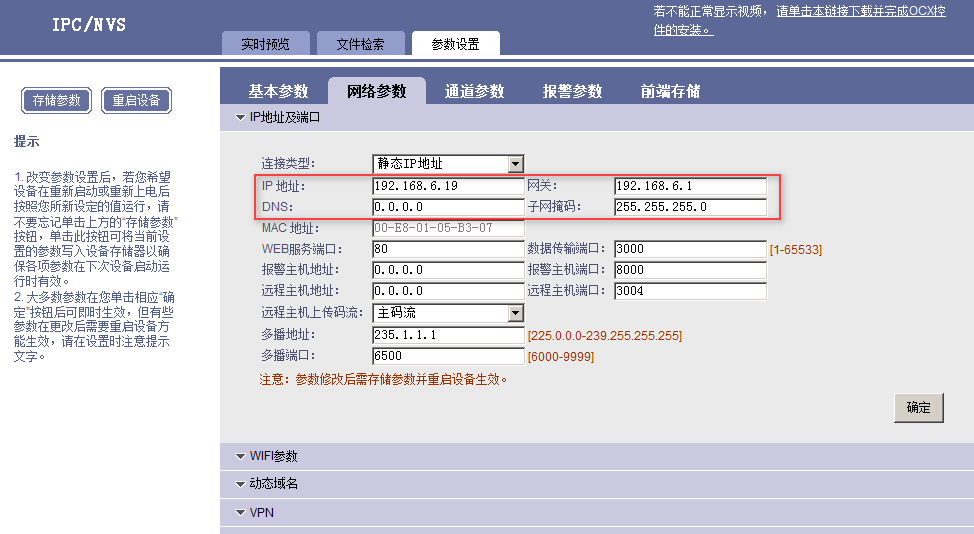 IPC/NVS
若不能正常显示视频，请单击本链接下载并完成OCX控
件的安装。
实时预览 文件检索 参数设置
存储参数 重启设备
提示
1. 改变参数设置后，若您希望
设备在重新启动或重新上电后
按照您所新设定的值运行，请
不要忘记单击上方的“存储参数”
按钮，单击此按钮可将当前设
置的参数写入设备存储器以确
保各项参数在下次设备启动运
行时有效。
2. 大多数参数在您单击相应“确
定”按钮后可即时生效，但有些
参数在更改后需要重启设备方
能生效，请在设置时注意提示
文字。
基本参数 网络参数 通道参数 报警参数 前端存储
IP地址及端口
连接类型： 静态IP地址
IP 地址： 192.168.6.19 网关： 192.168.6.1
DNS： 0.0.0.0 子网掩码： 255.255.255.0
MAC 地址： 00-E8-01-05-B3-07
WEB服务端口： 80 数据传输端口： 3000 [1-65533]
报警主机地址： 0.0.0.0 报警主机端口： 8000
远程主机地址： 0.0.0.0 远程主机端口： 3004
远程主机上传码流： 主码流
多播地址： 235.1.1.1 [225.0.0.0-239.255.255.255]
多播端口： 6500 [6000-9999]
注意：参数修改后需存储参数并重启设备生效。
确定
WIFI参数
动态域名
VPN